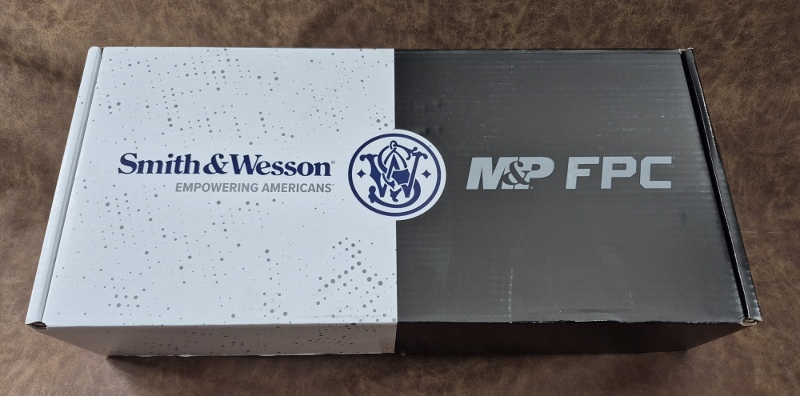 Smith & Wesson
EMPOWERING AMERICANS
M&P FPC